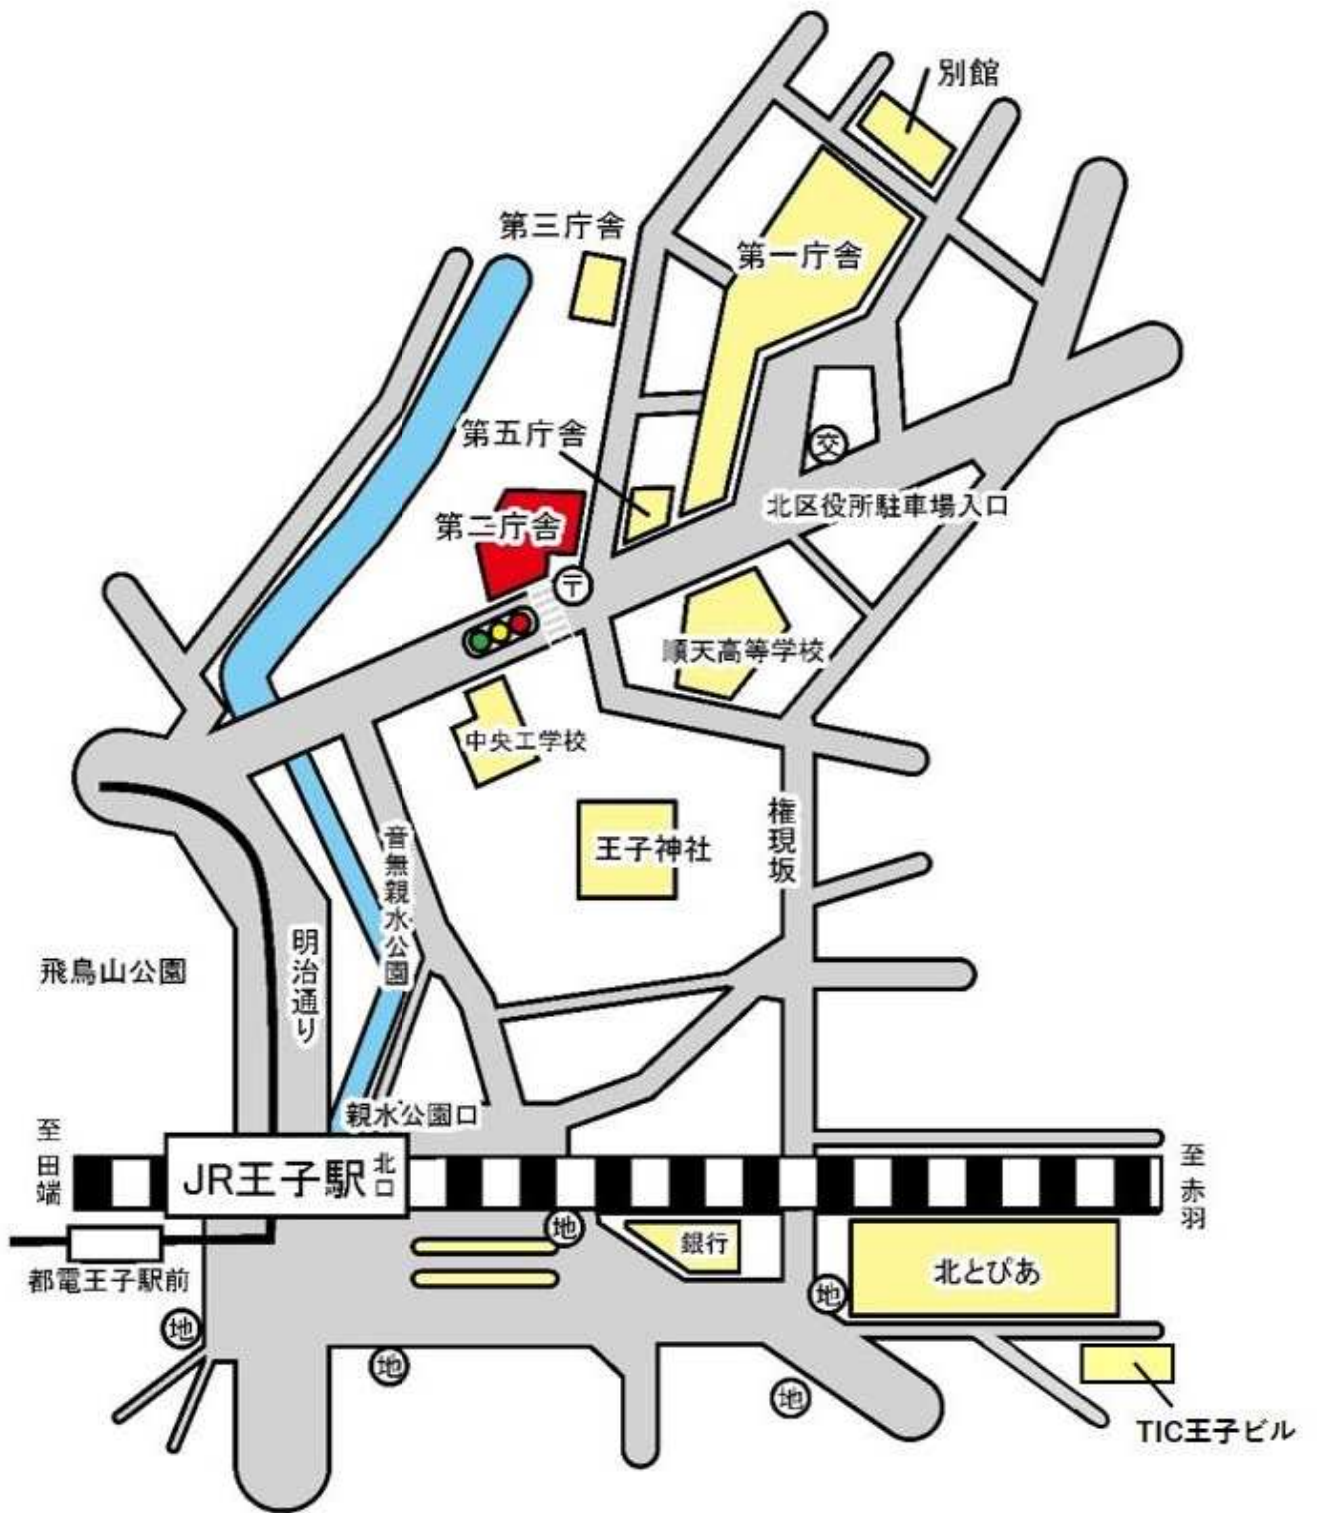 別館
第三庁舎
第一庁舎
第五庁舎
交
北区役所駐車場入口
第二庁舎
〒
順天高等学校
中央工学校
王子神社
権現坂
音無親水公園
明治通り
飛鳥山公園
親水公園口
至田端
JR王子駅
北口
至赤羽
都電王子駅前
地
銀行
北とぴあ
地
地
地
地
TIC王子ビル